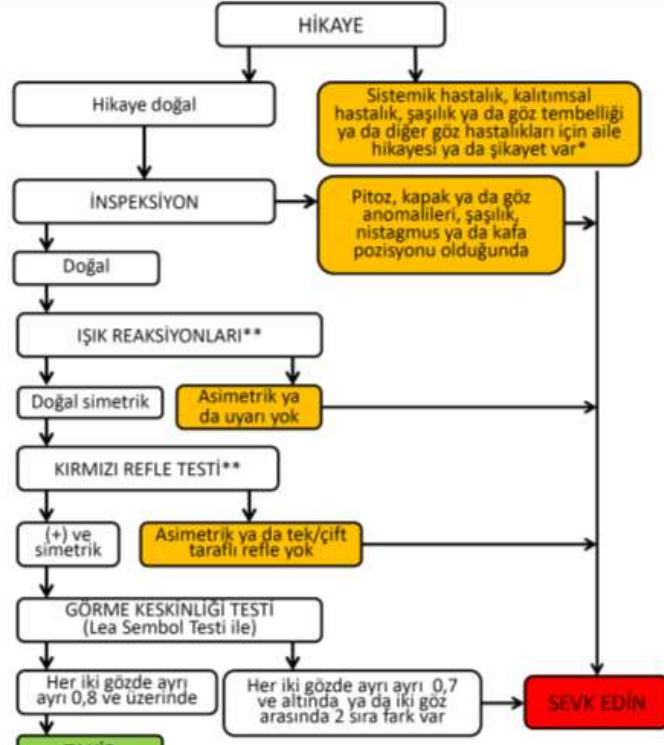 HİKAYE
Hikaye doğal
Sistemik hastalık, kalıtımsal
hastalık, şaşılık ya da göz tembelliği
ya da diğer göz hastalıkları için aile
hikayesi ya da şikayet var*
İNSPEKSİYON
Pitoz, kapak ya da göz
anomalileri, şaşılık,
nistagmus ya da kafa
pozisyonu olduğunda
Doğal
IŞIK REAKSİYONLARI**
Doğal simetrik
Asimetrik ya
da uyarı yok
KIRMIZI REFLE TESTİ**
(+) ve
simetrik
Asimetrik ya da tek/çift
taraflı refle yok
GÖRME KESKİNLİĞİ TESTİ
(Lea Sembol Testi ile)
Her iki gözde ayrı
ayrı 0,8 ve üzerinde
Her iki gözde ayrı ayrı 0,7
ve altında ya da iki göz
arasında 2 sıra fark var
SEVK EDİN